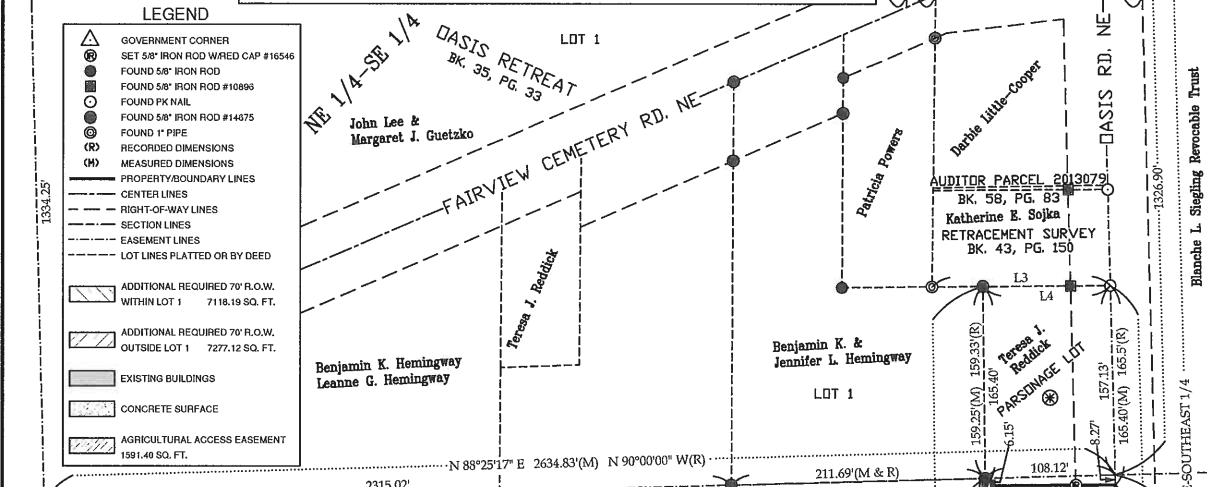 LEGEND
GOVERNMENT CORNER
SET 5/8" IRON ROD W/RED CAP #16546
FOUND 5/8" IRON ROD
FOUND 5/8" IRON ROD #10896
FOUND PK NAIL
FOUND 5/8" IRON ROD #14675
FOUND 1" PIPE
(R) RECORDED DIMENSIONS
(M) MEASURED DIMENSIONS
PROPERTY/BOUNDARY LINES
CENTER LINES
RIGHT-OF-WAY LINES
SECTION LINES
EASEMENT LINES
LOT LINES PLATTED OR BY DEED
ADDITIONAL REQUIRED 70' R.O.W.
WITHIN LOT 1 7118.19 SQ. FT.
ADDITIONAL REQUIRED 70' R.O.W.
OUTSIDE LOT 1 7277.12 SQ. FT.
EXISTING BUILDINGS
CONCRETE SURFACE
AGRICULTURAL ACCESS EASEMENT
1591.40 SQ. FT.
1334.25'
NE 1/4-SE 1/4
OASIS RETREAT
BK. 35, PG. 33
LOT 1
John Lee &
Margaret J. Guetzko
FAIRVIEW CEMETERY RD. NE
Teresa J. Reddick
Benjamin K. Hemingway
Leanne G. Hemingway
Patricia Powers
Darbie Little-Cooper
OASIS RD. NE
AUDITOR PARCEL 2013079
BK. 58, PG. 83
Katherine E. Sojka
RETRACEMENT SURVEY
BK. 43, PG. 150
L3
L4
Benjamin K. &
Jennifer L. Hemingway
LOT 1
Teresa J.
Reddick
PARSONAGE LOT
159.25'(M) 159.33'(R)
165.40'
6.15'
157.13'
165.40'(M) 165.5'(R)
8.27'
108.12'
211.69'(M & R)
N 88°25'17" E 2634.83'(M) N 90°00'00" W(R)
2315.02'
1326.90'
Blanche L. Siegling Revocable Trust
-SOUTHEAST 1/4